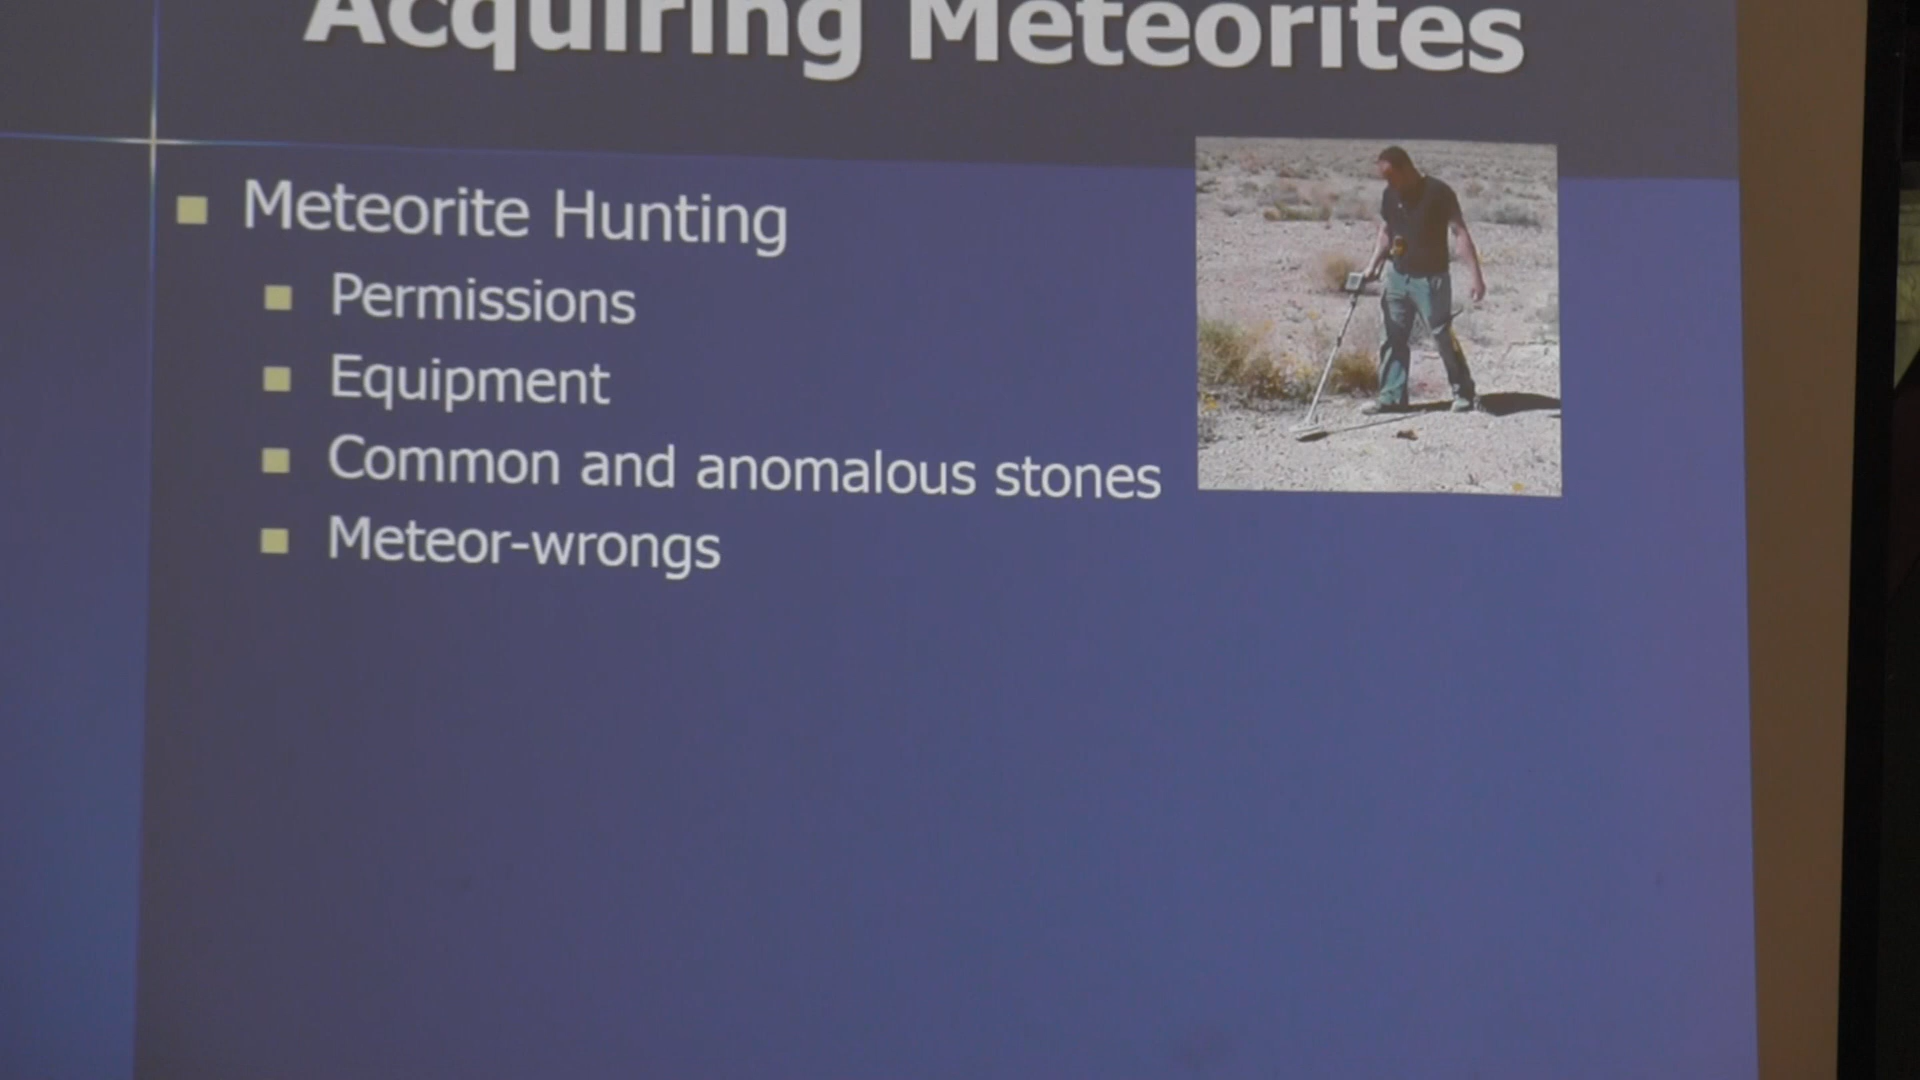 Acquiring Meteorites
Meteorite Hunting
Permissions
Equipment
Common and anomalous stones
Meteor-wrongs